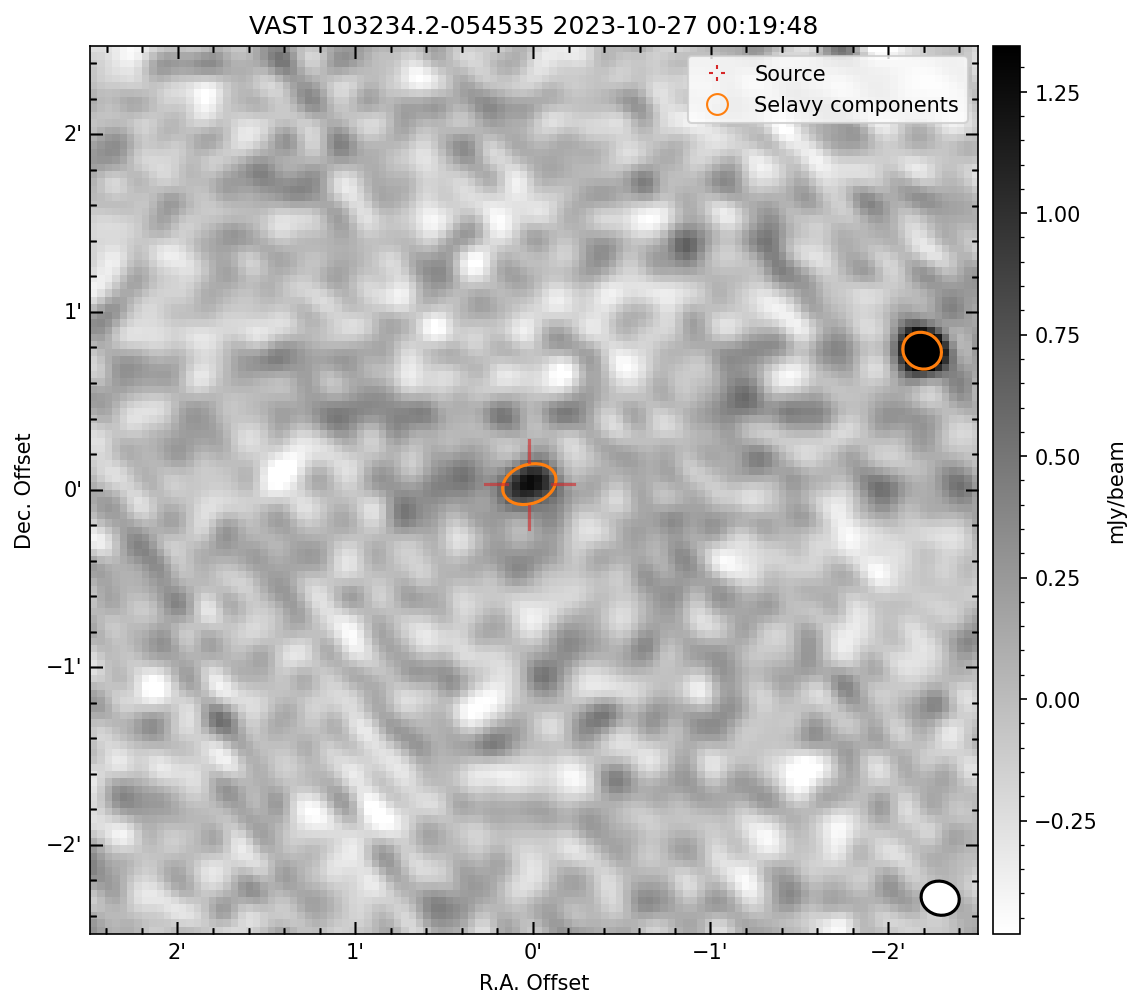 VAST 103234.2-054535 2023-10-27 00:19:48
Source
Selavy components
2'
1'
0'
−1'
−2'
Dec. Offset
2'
1'
0'
−1'
−2'
R.A. Offset
1.25
1.00
0.75
0.50
0.25
0.00
−0.25
mJy/beam